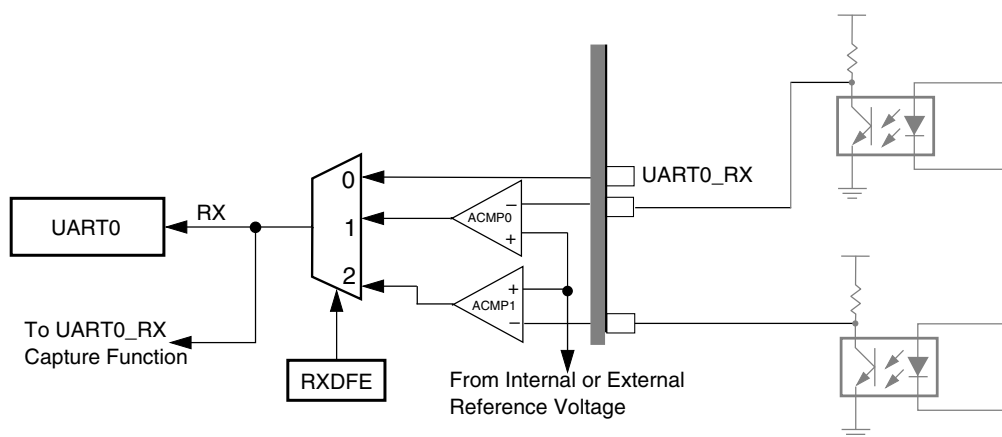 UART0_RX
0
ACMP0
−
+
RX
UART0
1
2
ACMP1
+
−
To UART0_RX
Capture Function
RXDFE
From Internal or External
Reference Voltage